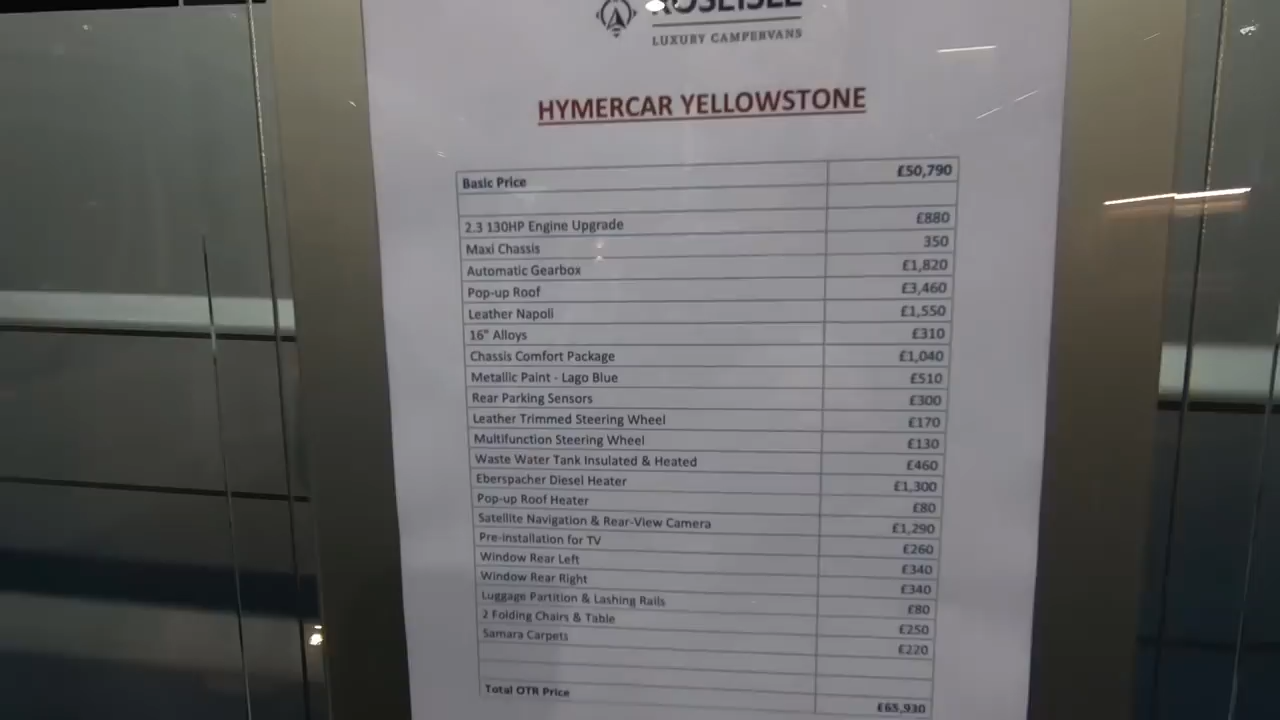 ROSEISLE
LUXURY CAMPERVANS
HYMERCAR YELLOWSTONE
Basic Price £50,790
2.3 130HP Engine Upgrade £880
Maxi Chassis 350
Automatic Gearbox £1,820
Pop-up Roof £3,460
Leather Napoli £1,550
16" Alloys £310
Chassis Comfort Package £1,040
Metallic Paint - Lago Blue £510
Rear Parking Sensors £300
Leather Trimmed Steering Wheel £170
Multifunction Steering Wheel £130
Waste Water Tank Insulated & Heated £460
Eberspacher Diesel Heater £1,300
Pop-up Roof Heater £80
Satellite Navigation & Rear-View Camera £1,290
Pre-installation for TV £260
Window Rear Left £340
Window Rear Right £340
Luggage Partition & Lashing Rails £80
2 Folding Chairs & Table £250
Samara Carpets £220
Total OTR Price £65,930